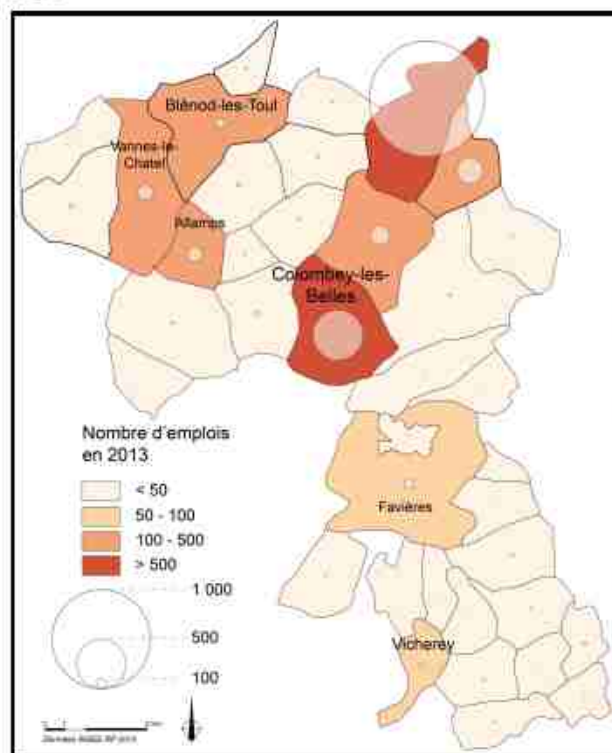 Blénod-les-Toul
Vannes-le-
Chatel
Allamps
Colombey-les-
Belles
Favières
Vicherey
Nombre d'emplois
en 2013
< 50
50 - 100
100 - 500
> 500
1 000
500
100